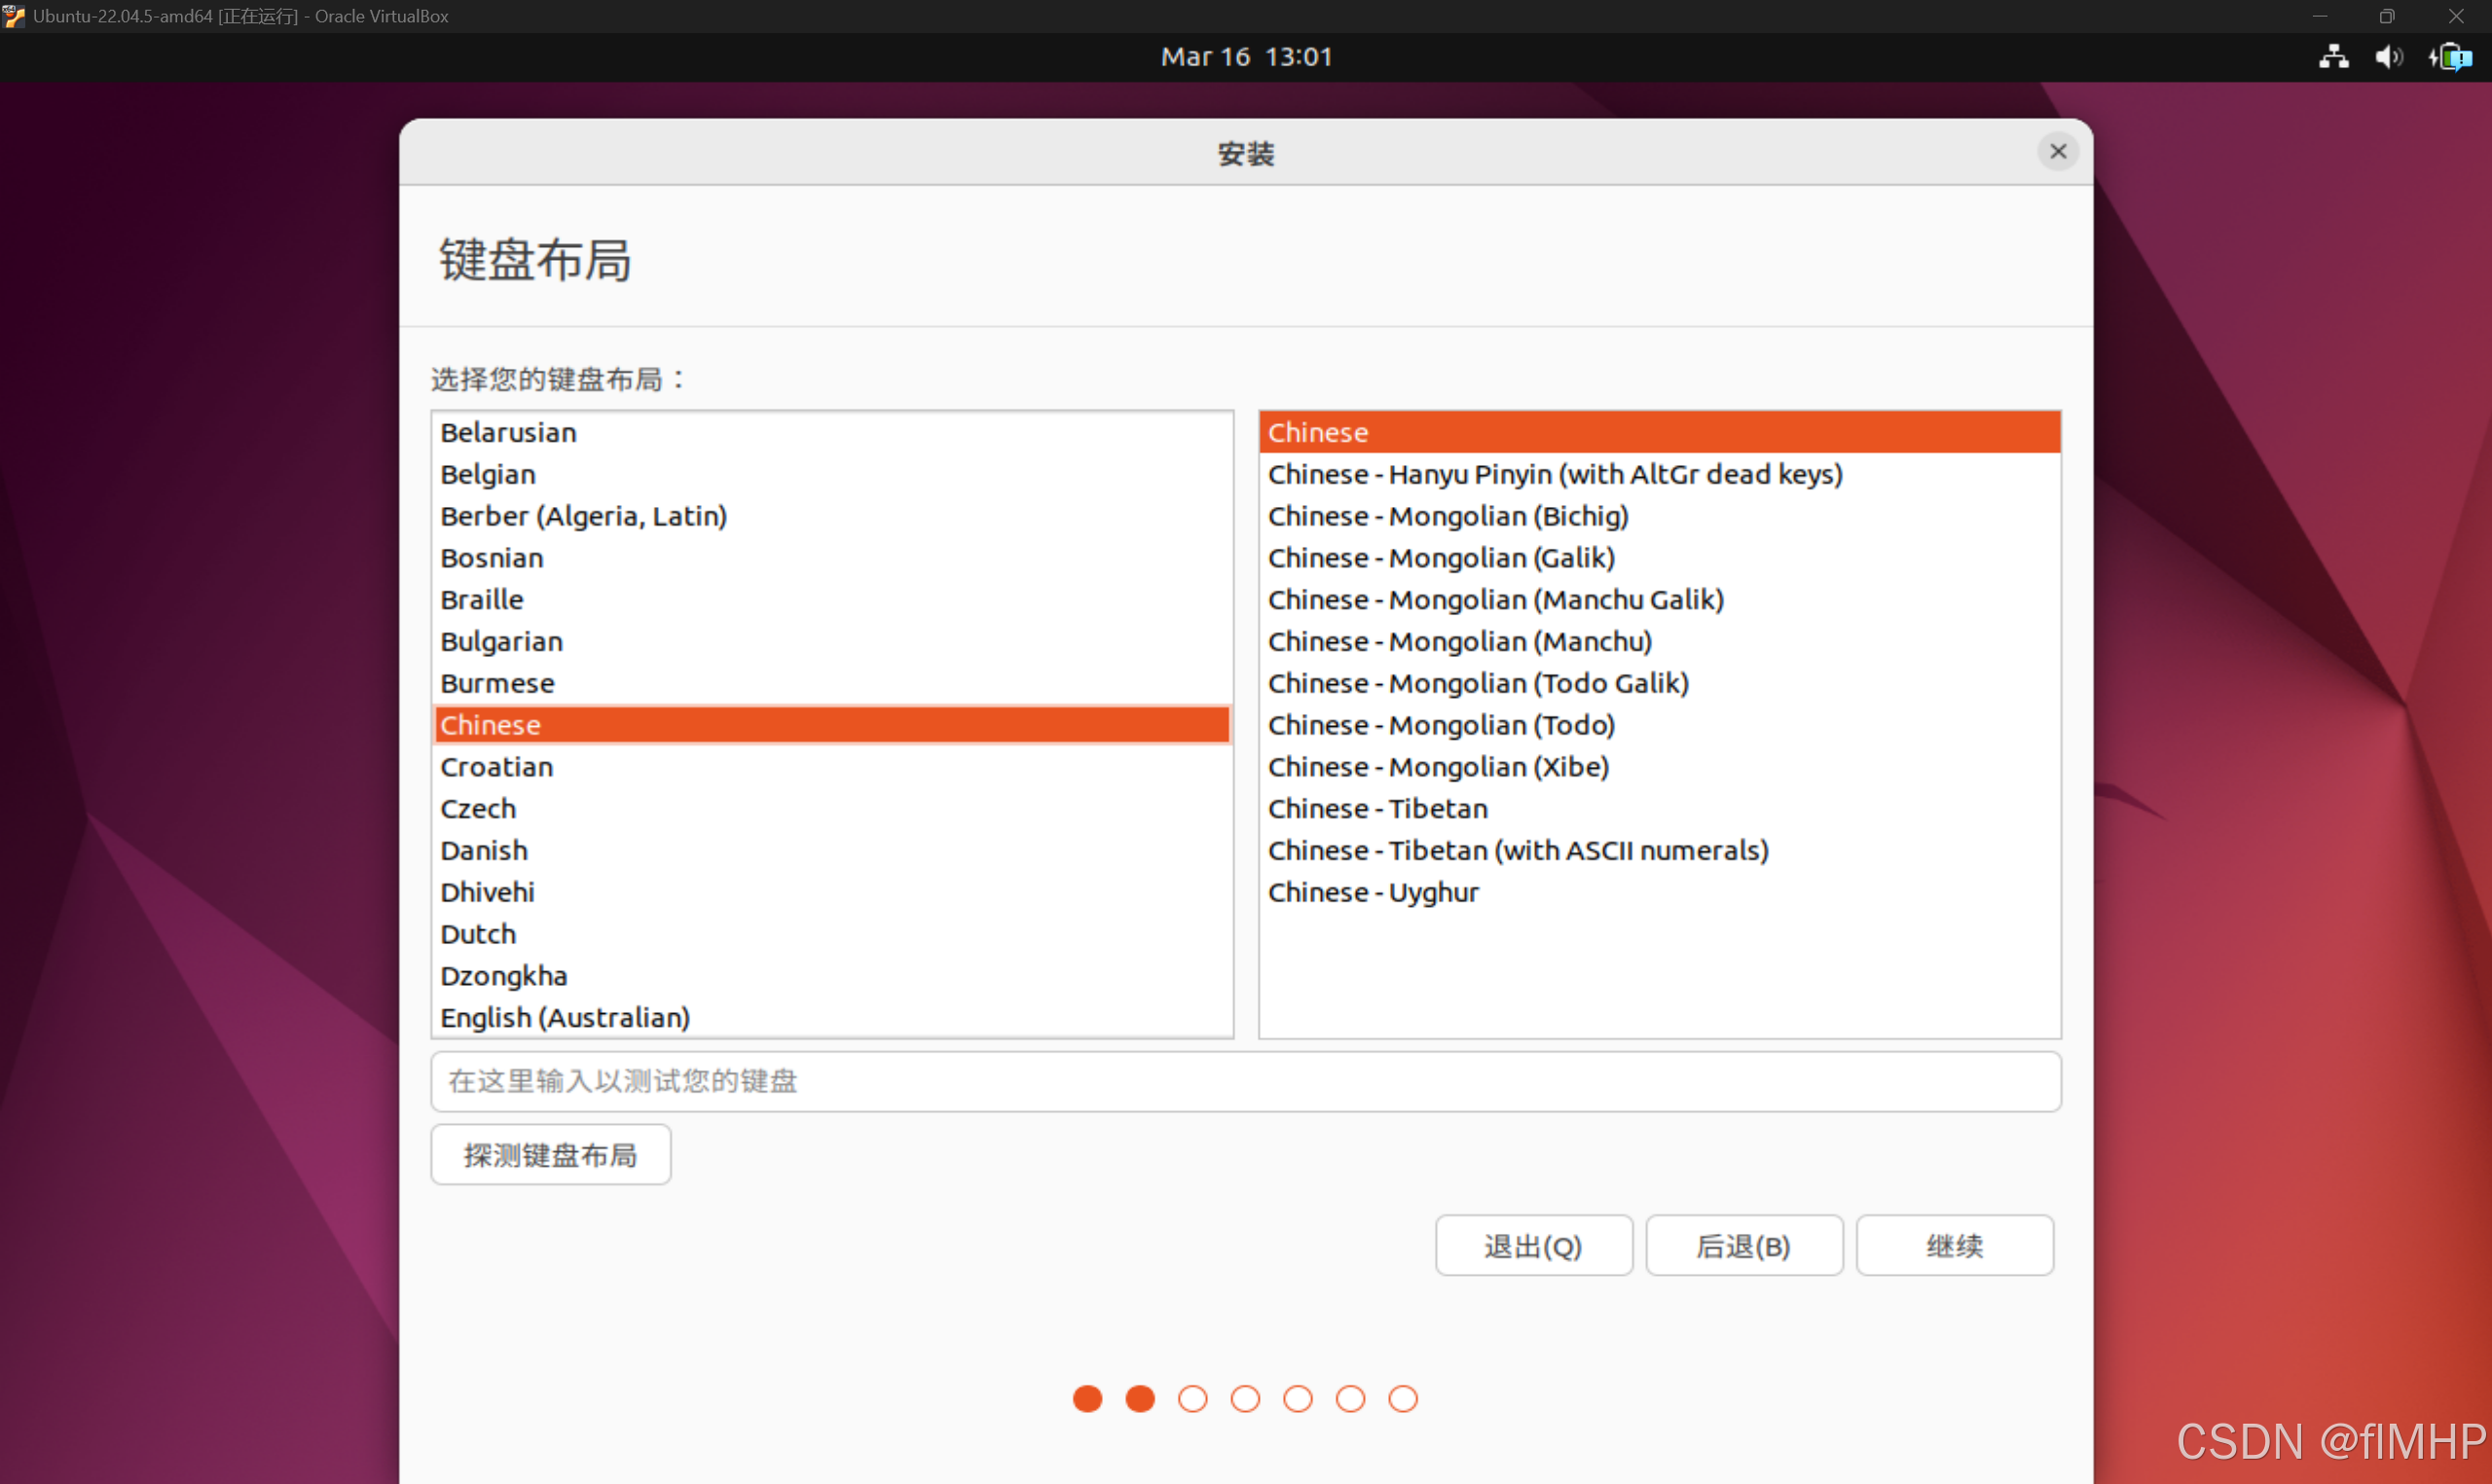 Ubuntu-22.04.5-amd64 [正在运行] - Oracle VirtualBox
Mar 16 13:01
安装
键盘布局
选择您的键盘布局：
Belarusian
Belgian
Berber (Algeria, Latin)
Bosnian
Braille
Bulgarian
Burmese
Chinese
Croatian
Czech
Danish
Dhivehi
Dutch
Dzongkha
English (Australian)
Chinese
Chinese - Hanyu Pinyin (with AltGr dead keys)
Chinese - Mongolian (Bichig)
Chinese - Mongolian (Galik)
Chinese - Mongolian (Manchu Galik)
Chinese - Mongolian (Manchu)
Chinese - Mongolian (Todo Galik)
Chinese - Mongolian (Todo)
Chinese - Mongolian (Xibe)
Chinese - Tibetan
Chinese - Tibetan (with ASCII numerals)
Chinese - Uyghur
在这里输入以测试您的键盘
探测键盘布局
退出(Q)
后退(B)
继续
CSDN @flMHP